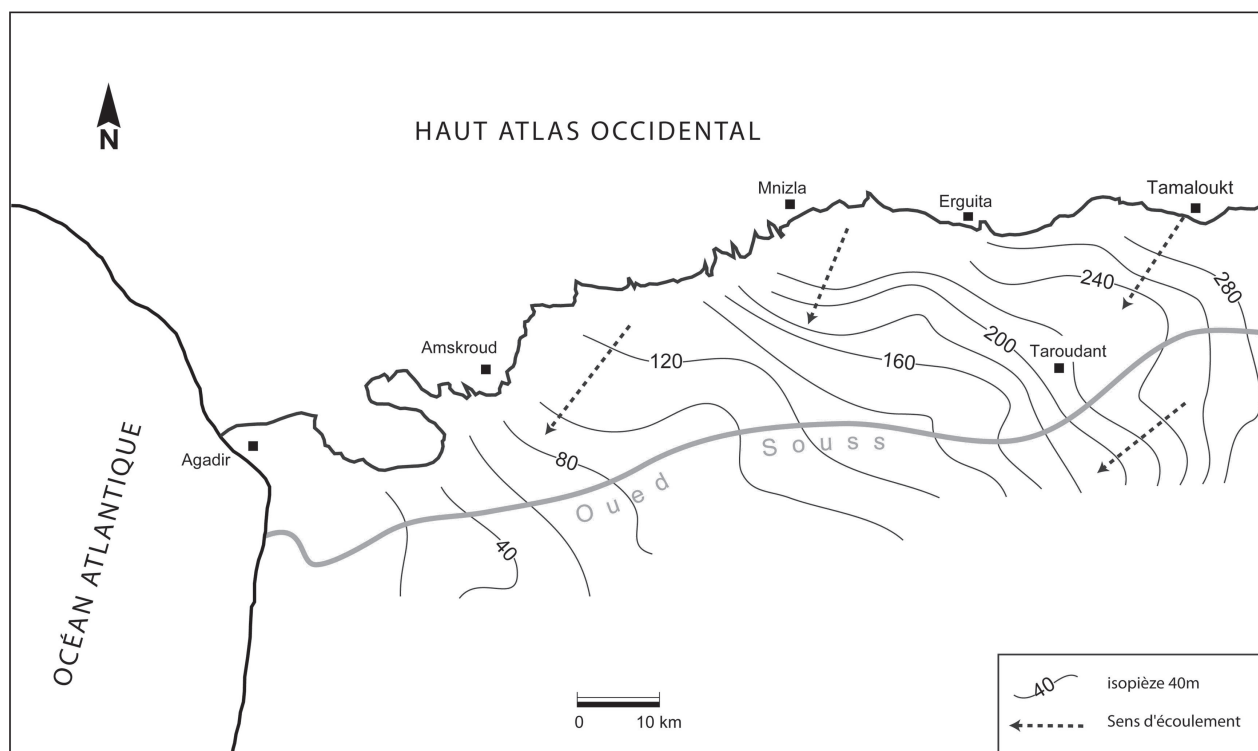 N
HAUT ATLAS OCCIDENTAL
Mnizla
Erguita
Tamaloukt
240
280
Amskroud
120
200
160
Taroudant
Agadir
80
Oued Souss
40
OCÉAN ATLANTIQUE
0 10 km
40 isopièze 40m
Sens d'écoulement